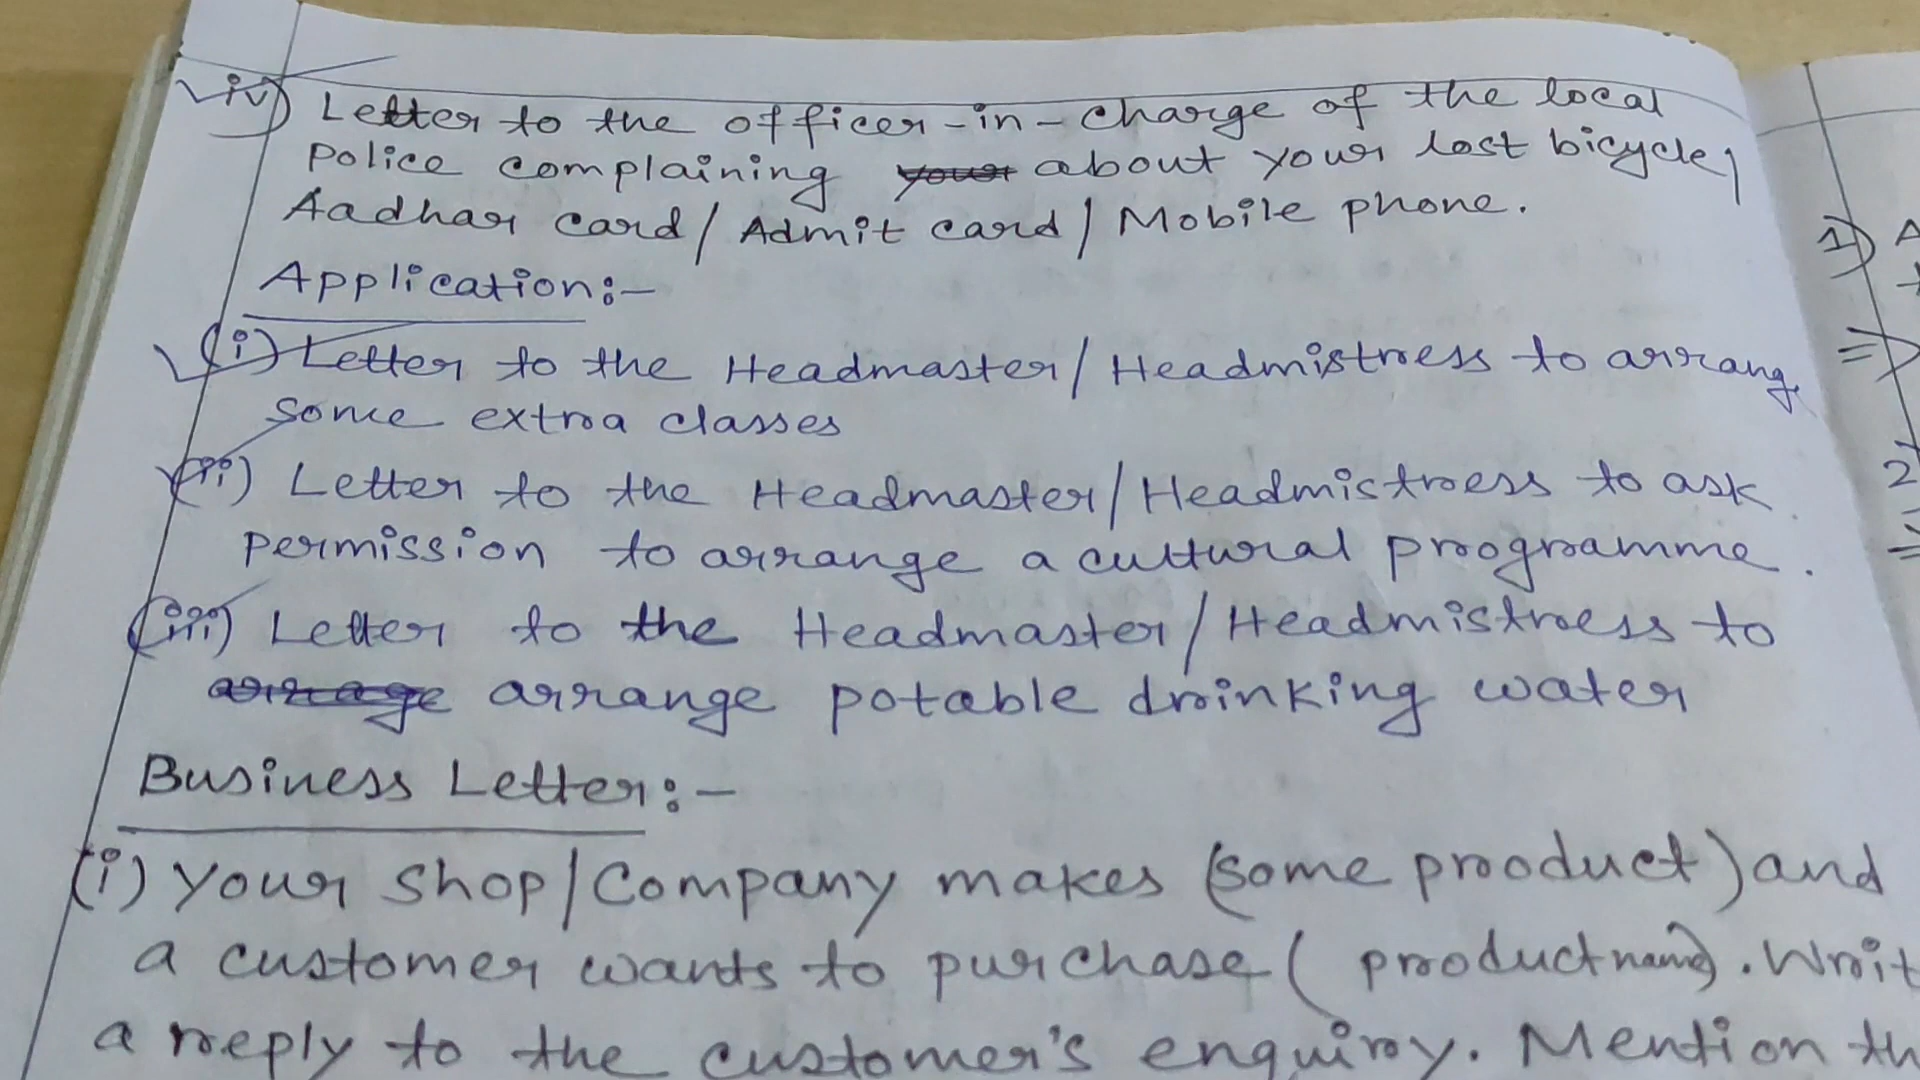 iv) Letter to the officer-in-charge of the local
police complaining your about your lost bicycle,
Aadhar card/Admit card/Mobile phone.
Application:-
(i) Letter to the Headmaster/Headmistress to arrange
some extra classes
(ii) Letter to the Headmaster/Headmistress to ask
permission to arrange a cultural programme.
(iii) Letter to the Headmaster/Headmistress to
arrange potable drinking water
Business Letter:-
(i) Your shop/Company makes (some product) and
a customer wants to purchase (product name). Writ
a reply to the customer's enquiry. Mention th
1) A
2